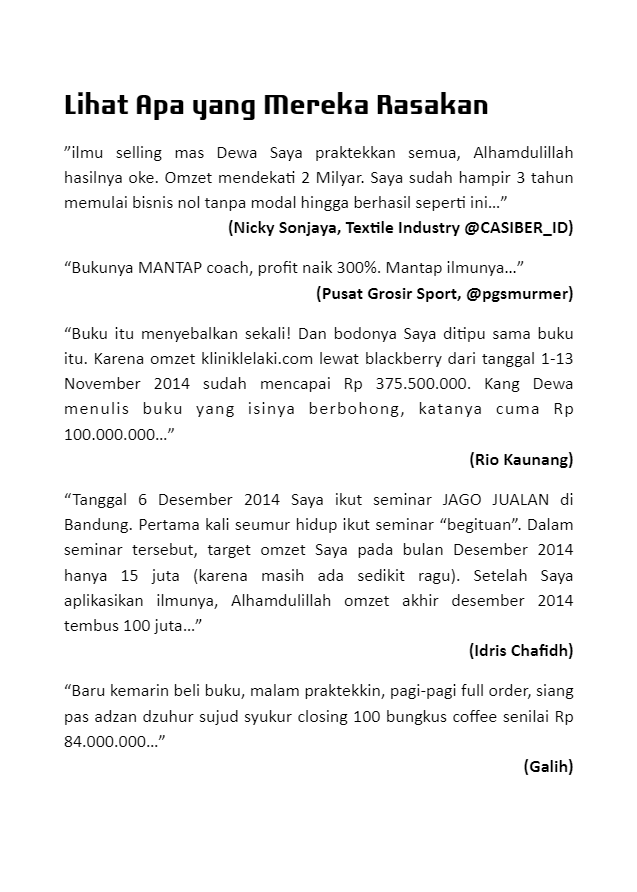 Lihat Apa yang Mereka Rasakan
”ilmu selling mas Dewa Saya praktekkan semua, Alhamdulillah
hasilnya oke. Omzet mendekati 2 Milyar. Saya sudah hampir 3 tahun
memulai bisnis nol tanpa modal hingga berhasil seperti ini…”
(Nicky Sonjaya, Textile Industry @CASIBER_ID)
“Bukunya MANTAP coach, profit naik 300%. Mantap ilmunya…”
(Pusat Grosir Sport, @pgsmurmer)
“Buku itu menyebalkan sekali! Dan bodonya Saya ditipu sama buku
itu. Karena omzet kliniklelaki.com lewat blackberry dari tanggal 1-13
November 2014 sudah mencapai Rp 375.500.000. Kang Dewa
menulis buku yang isinya berbohong, katanya cuma Rp
100.000.000…”
(Rio Kaunang)
“Tanggal 6 Desember 2014 Saya ikut seminar JAGO JUALAN di
Bandung. Pertama kali seumur hidup ikut seminar “begituan”. Dalam
seminar tersebut, target omzet Saya pada bulan Desember 2014
hanya 15 juta (karena masih ada sedikit ragu). Setelah Saya
aplikasikan ilmunya, Alhamdulillah omzet akhir desember 2014
tembus 100 juta…”
(Idris Chafidh)
“Baru kemarin beli buku, malam praktekkin, pagi-pagi full order, siang
pas adzan dzuhur sujud syukur closing 100 bungkus coffee senilai Rp
84.000.000…”
(Galih)